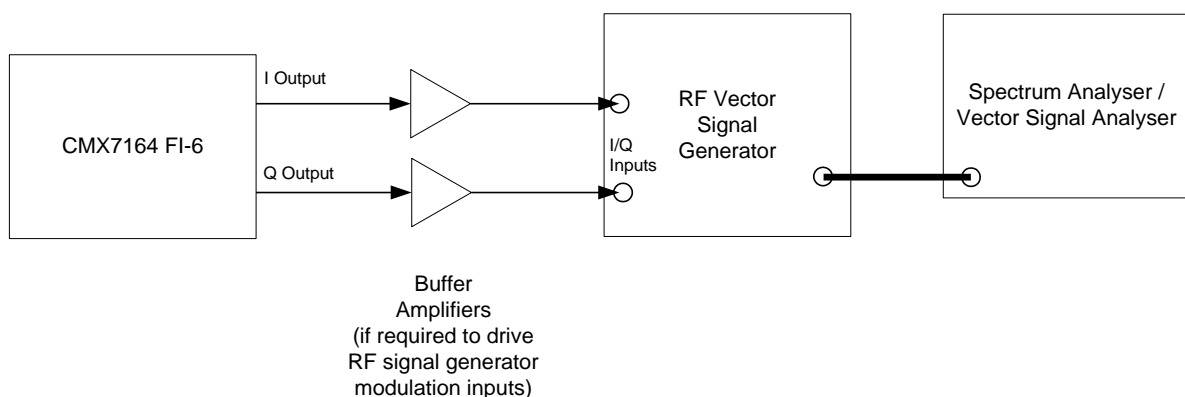 CMX7164 FI-6
I Output
Q Output
I/Q
Inputs
RF Vector
Signal
Generator
Spectrum Analyser /
Vector Signal Analyser
Buffer
Amplifiers
(if required to drive
RF signal generator
modulation inputs)